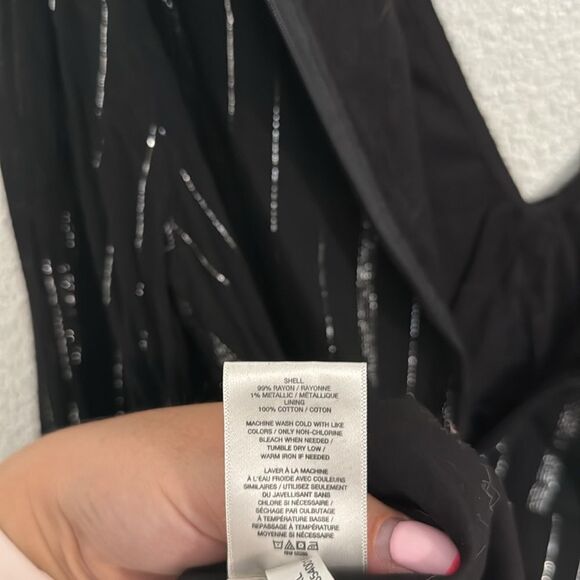 SHELL
99% RAYON / RAYONNE
1% METALLIC / MÉTALLIQUE
LINING
100% COTTON / COTON
MACHINE WASH COLD WITH LIKE
COLORS / ONLY NON-CHLORINE
BLEACH WHEN NEEDED /
TUMBLE DRY LOW /
WARM IRON IF NEEDED
LAVER À LA MACHINE
À L'EAU FROIDE AVEC COULEURS
SIMILAIRES / UTILISEZ SEULEMENT
DU JAVELLISANT SANS
CHLORE SI NÉCESSAIRE /
SÉCHAGE PAR CULBUTAGE
À TEMPÉRATURE BASSE /
REPASSAGE À TEMPÉRATURE
MOYENNE SI NÉCESSAIRE